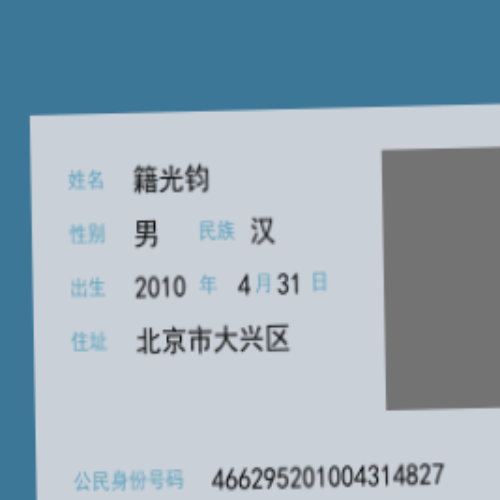 姓名 籍光钧
性别 男 民族 汉
出生 2010 年 4 月 31 日
住址 北京市大兴区
公民身份号码 466295201004314827